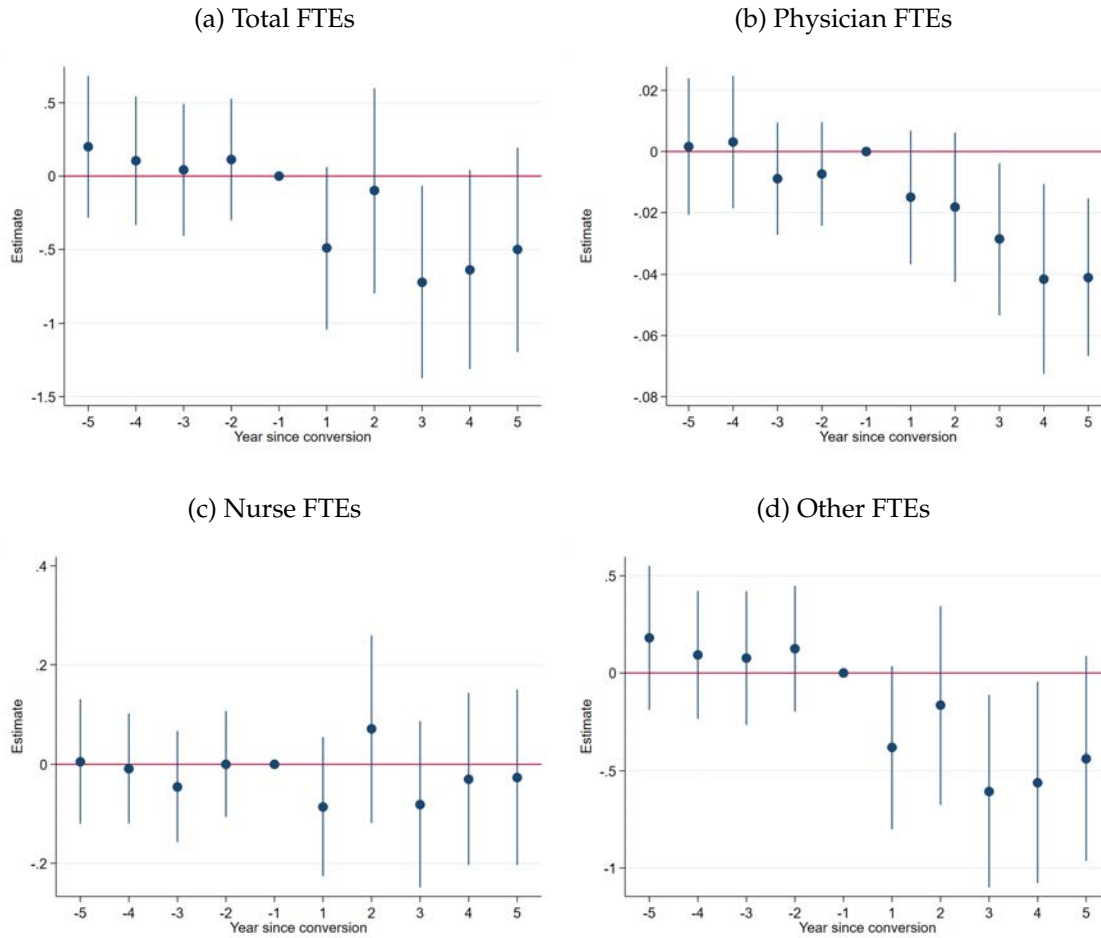 (a) Total FTEs
.5
0
-.5
-1
-1.5
Estimate
-5 -4 -3 -2 -1 1 2 3 4 5
Year since conversion
(b) Physician FTEs
.02
0
-.02
-.04
-.06
-.08
Estimate
-5 -4 -3 -2 -1 1 2 3 4 5
Year since conversion
(c) Nurse FTEs
.4
.2
0
-.2
Estimate
-5 -4 -3 -2 -1 1 2 3 4 5
Year since conversion
(d) Other FTEs
.5
0
-.5
-1
Estimate
-5 -4 -3 -2 -1 1 2 3 4 5
Year since conversion